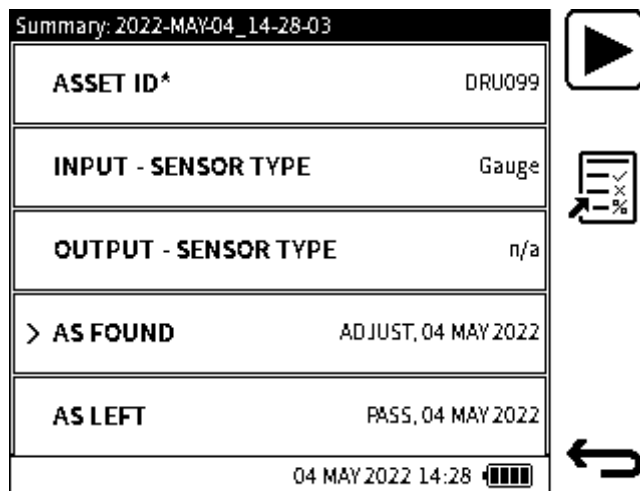 Summary: 2022-MAY-04_14-28-03
ASSET ID* DRU099
INPUT - SENSOR TYPE Gauge
OUTPUT - SENSOR TYPE n/a
> AS FOUND ADJUST, 04 MAY 2022
AS LEFT PASS, 04 MAY 2022
04 MAY 2022 14:28